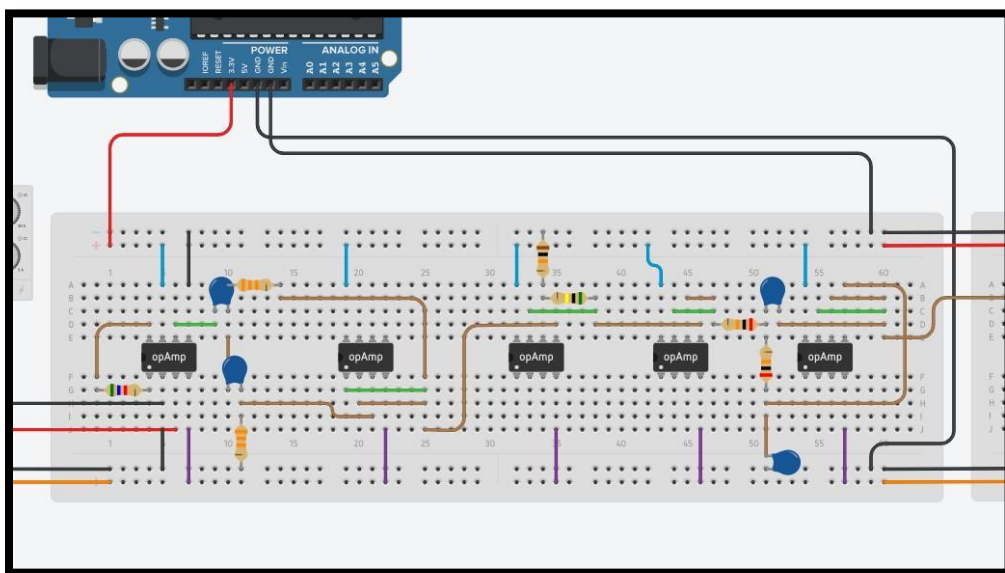 POWER ANALOG IN
IOREF RESET 3.3V 5V GND GND Vin A0 A1 A2 A3 A4 A5
− −
+ +
1 5 10 15 20 25 30 35 40 45 50 55 60
A A
B B
C C
D D
E E
opAmp opAmp opAmp opAmp opAmp
F F
G G
H H
I I
J J
1 5 10 15 20 25 30 35 40 45 50 55 60